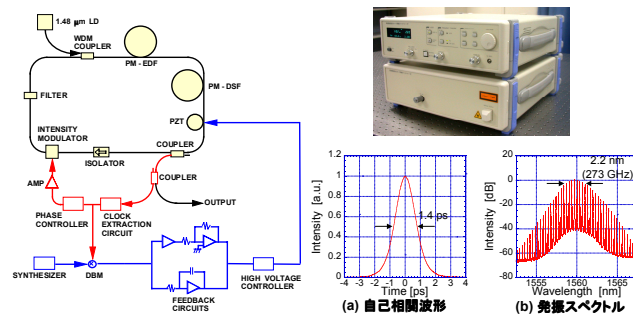 1.48 µm LD
WDM
COUPLER
PM - EDF
PM - DSF
FILTER
PZT
INTENSITY
MODULATOR
COUPLER
ISOLATOR
COUPLER
AMP
OUTPUT
PHASE
CONTROLLER
CLOCK
EXTRACTION
CIRCUIT
SYNTHESIZER
DBM
FEEDBACK
CIRCUITS
HIGH VOLTAGE
CONTROLLER
Intensity [a.u.]
1.2
1
0.8
0.6
0.4
0.2
0
1.4 ps
-4 -3 -2 -1 0 1 2 3 4
Time [ps]
(a) 自己相関波形
Intensity [dB]
0
-20
-40
-60
-80
2.2 nm
(273 GHz)
1555 1560 1565
Wavelength [nm]
(b) 発振スペクトル